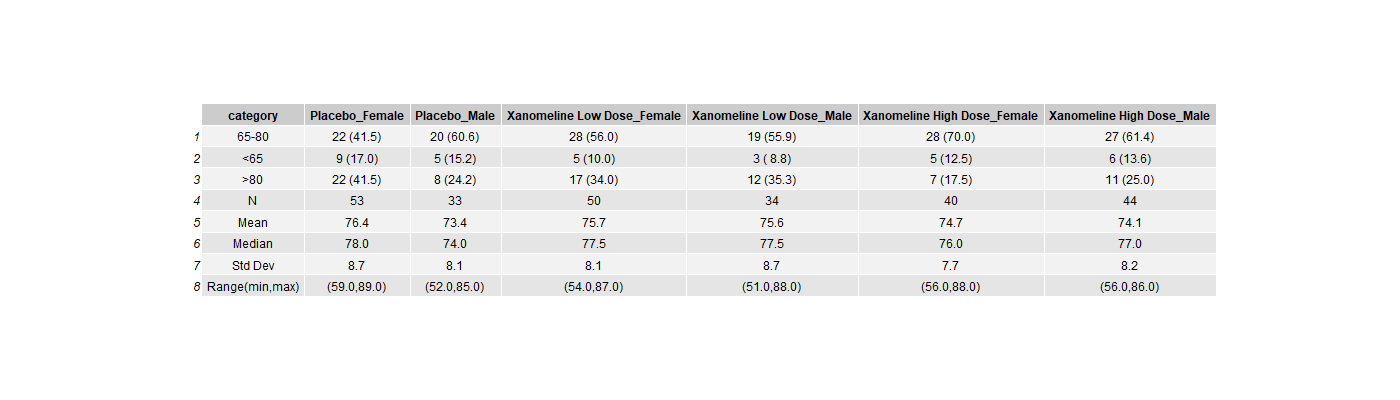 category Placebo_Female Placebo_Male Xanomeline Low Dose_Female Xanomeline Low Dose_Male Xanomeline High Dose_Female Xanomeline High Dose_Male
1 65-80 22 (41.5) 20 (60.6) 28 (56.0) 19 (55.9) 28 (70.0) 27 (61.4)
2 <65 9 (17.0) 5 (15.2) 5 (10.0) 3 ( 8.8) 5 (12.5) 6 (13.6)
3 >80 22 (41.5) 8 (24.2) 17 (34.0) 12 (35.3) 7 (17.5) 11 (25.0)
4 N 53 33 50 34 40 44
5 Mean 76.4 73.4 75.7 75.6 74.7 74.1
6 Median 78.0 74.0 77.5 77.5 76.0 77.0
7 Std Dev 8.7 8.1 8.1 8.7 7.7 8.2
8 Range(min,max) (59.0,89.0) (52.0,85.0) (54.0,87.0) (51.0,88.0) (56.0,88.0) (56.0,86.0)